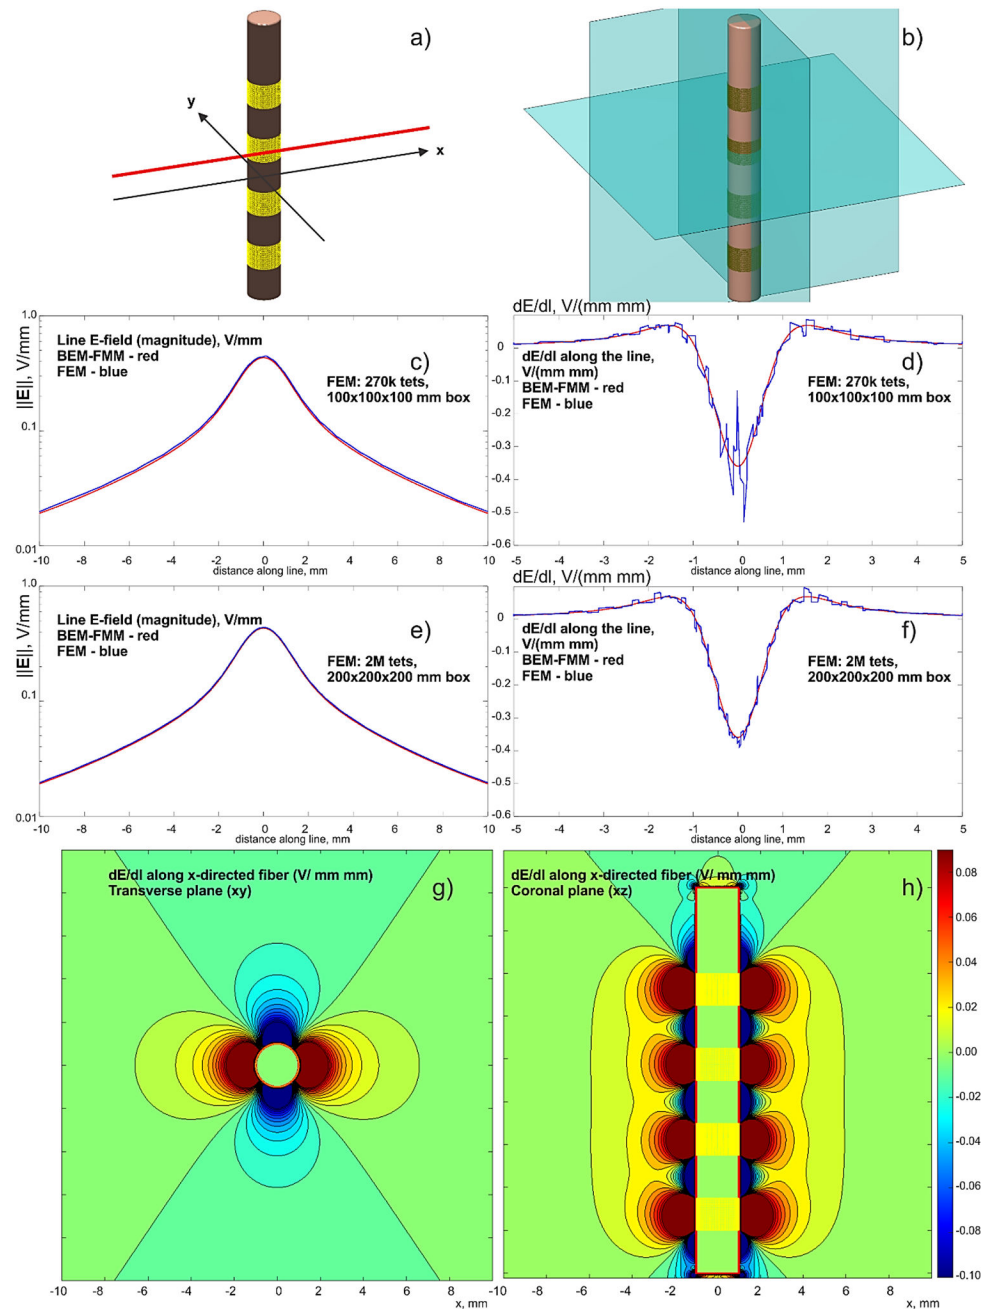 a)
y
x
b)
dE/dl, V/(mm mm)
1.0
Line E-field (magnitude), V/mm
BEM-FMM - red
FEM - blue
c)
FEM: 270k tets,
100x100x100 mm box
||E||, V/mm
0.1
0.01
-10 -8 -6 -4 -2 0 2 4 6 8 10
distance along line, mm
d)
dE/dl along the line,
V/(mm mm)
BEM-FMM - red
FEM - blue
FEM: 270k tets,
100x100x100 mm box
0
-0.1
-0.2
-0.3
-0.4
-0.5
-0.6
-5 -4 -3 -2 -1 0 1 2 3 4 5
distance along line, mm
dE/dl, V/(mm mm)
1.0
Line E-field (magnitude), V/mm
BEM-FMM - red
FEM - blue
e)
FEM: 2M tets,
200x200x200 mm box
||E||, V/mm
0.1
0.01
-10 -8 -6 -4 -2 0 2 4 6 8 10
distance along line, mm
f)
dE/dl along the line,
V/(mm mm)
BEM-FMM - red
FEM - blue
FEM: 2M tets,
200x200x200 mm box
0
-0.1
-0.2
-0.3
-0.4
-0.5
-0.6
-5 -4 -3 -2 -1 0 1 2 3 4 5
distance along line, mm
dE/dl along x-directed fiber (V/ mm mm)
Transverse plane (xy)
g)
-10 -8 -6 -4 -2 0 2 4 6 8
x, mm
dE/dl along x-directed fiber (V/ mm mm)
Coronal plane (xz)
h)
-10 -8 -6 -4 -2 0 2 4 6 8
x, mm
0.08
0.06
0.04
0.02
0.00
-0.02
-0.04
-0.06
-0.08
-0.10